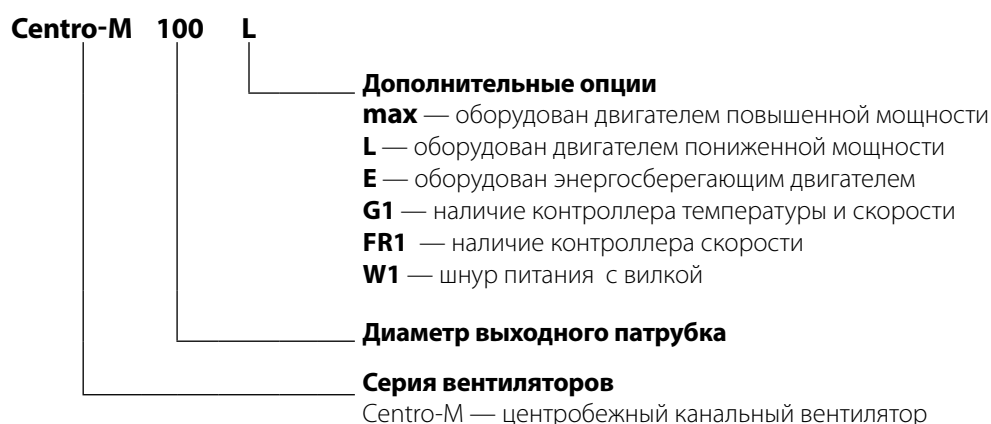 Centro-M 100 L
Дополнительные опции
max — оборудован двигателем повышенной мощности
L — оборудован двигателем пониженной мощности
E — оборудован энергосберегающим двигателем
G1 — наличие контроллера температуры и скорости
FR1 — наличие контроллера скорости
W1 — шнур питания с вилкой
Диаметр выходного патрубка
Серия вентиляторов
Centro-M — центробежный канальный вентилятор